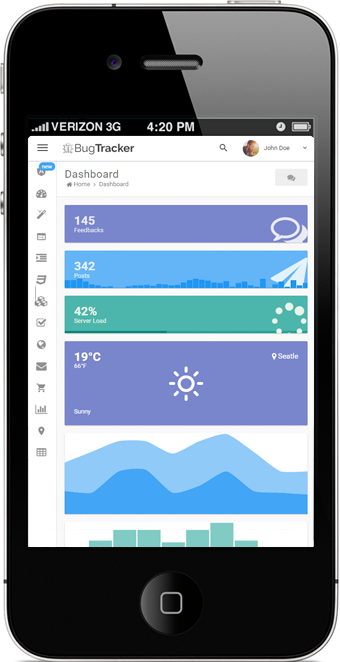 VERIZON 3G 4:20 PM
BugTracker John Doe
new
Dashboard
Home > Dashboard
145
Feedbacks
342
Posts
42%
Server Load
19°C Seatle
66°F
Sunny